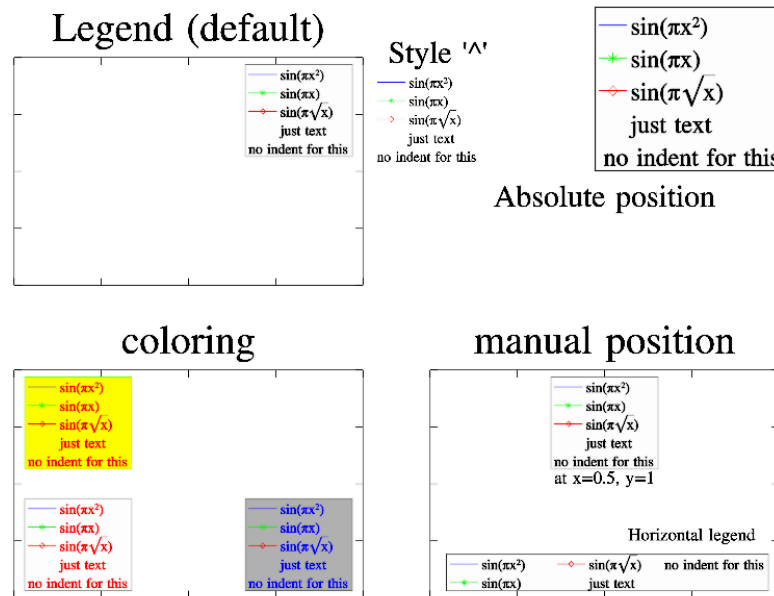 Legend (default)
sin(πx²)
sin(πx)
sin(π√x)
just text
no indent for this
Style '^'
sin(πx²)
sin(πx)
sin(π√x)
just text
no indent for this
sin(πx²)
sin(πx)
sin(π√x)
just text
no indent for this
Absolute position
coloring
sin(πx²)
sin(πx)
sin(π√x)
just text
no indent for this
sin(πx²)
sin(πx)
sin(π√x)
just text
no indent for this
sin(πx²)
sin(πx)
sin(π√x)
just text
no indent for this
manual position
sin(πx²)
sin(πx)
sin(π√x)
just text
no indent for this
at x=0.5, y=1
Horizontal legend
sin(πx²) sin(π√x) no indent for this
sin(πx) just text